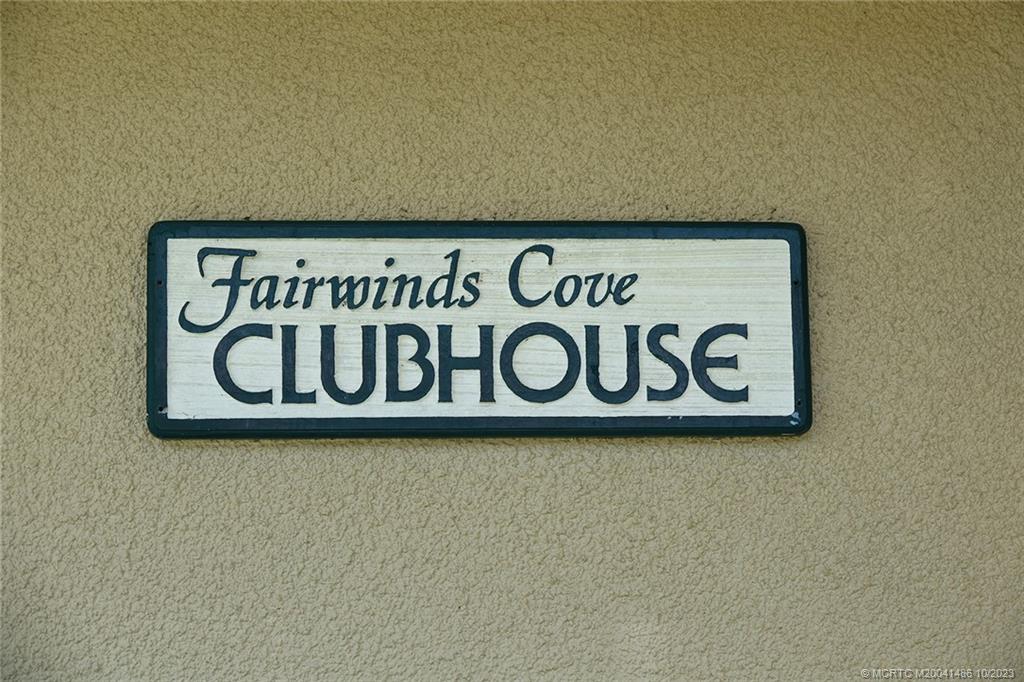 Fairwinds Cove
CLUBHOUSE
© MCRTC M20041486 10/2023